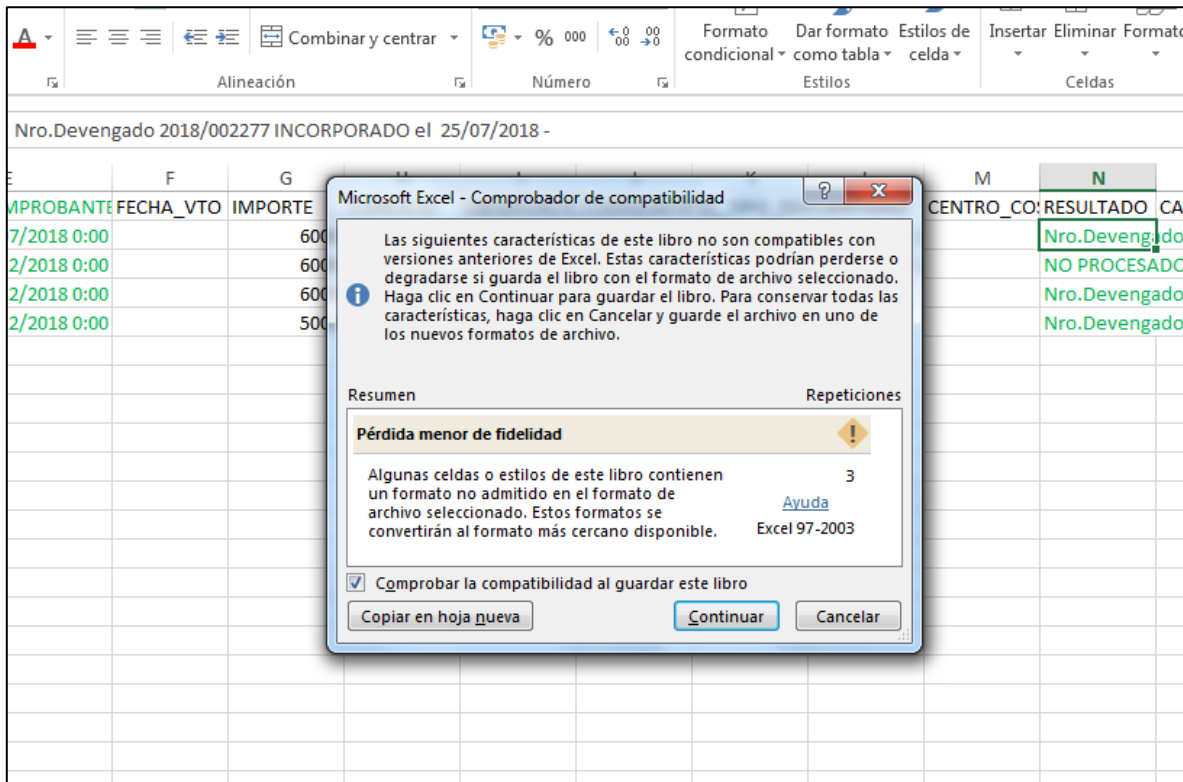 A
Combinar y centrar
% 000
Formato condicional
Dar formato como tabla
Estilos de celda
Insertar Eliminar Formato
Alineación
Número
Estilos
Celdas
Nro.Devengado 2018/002277 INCORPORADO el 25/07/2018 -
E F G M N
MPROBANTE FECHA_VTO IMPORTE CENTRO_COS RESULTADO CA
7/2018 0:00 600 Nro.Devengado
2/2018 0:00 600 NO PROCESADO
2/2018 0:00 600 Nro.Devengado
2/2018 0:00 500 Nro.Devengado
Microsoft Excel - Comprobador de compatibilidad
Las siguientes características de este libro no son compatibles con
versiones anteriores de Excel. Estas características podrían perderse o
degradarse si guarda el libro con el formato de archivo seleccionado.
Haga clic en Continuar para guardar el libro. Para conservar todas las
características, haga clic en Cancelar y guarde el archivo en uno de
los nuevos formatos de archivo.
Resumen Repeticiones
Pérdida menor de fidelidad
Algunas celdas o estilos de este libro contienen
un formato no admitido en el formato de
archivo seleccionado. Estos formatos se
convertirán al formato más cercano disponible.
3
Ayuda
Excel 97-2003
Comprobar la compatibilidad al guardar este libro
Copiar en hoja nueva
Continuar
Cancelar